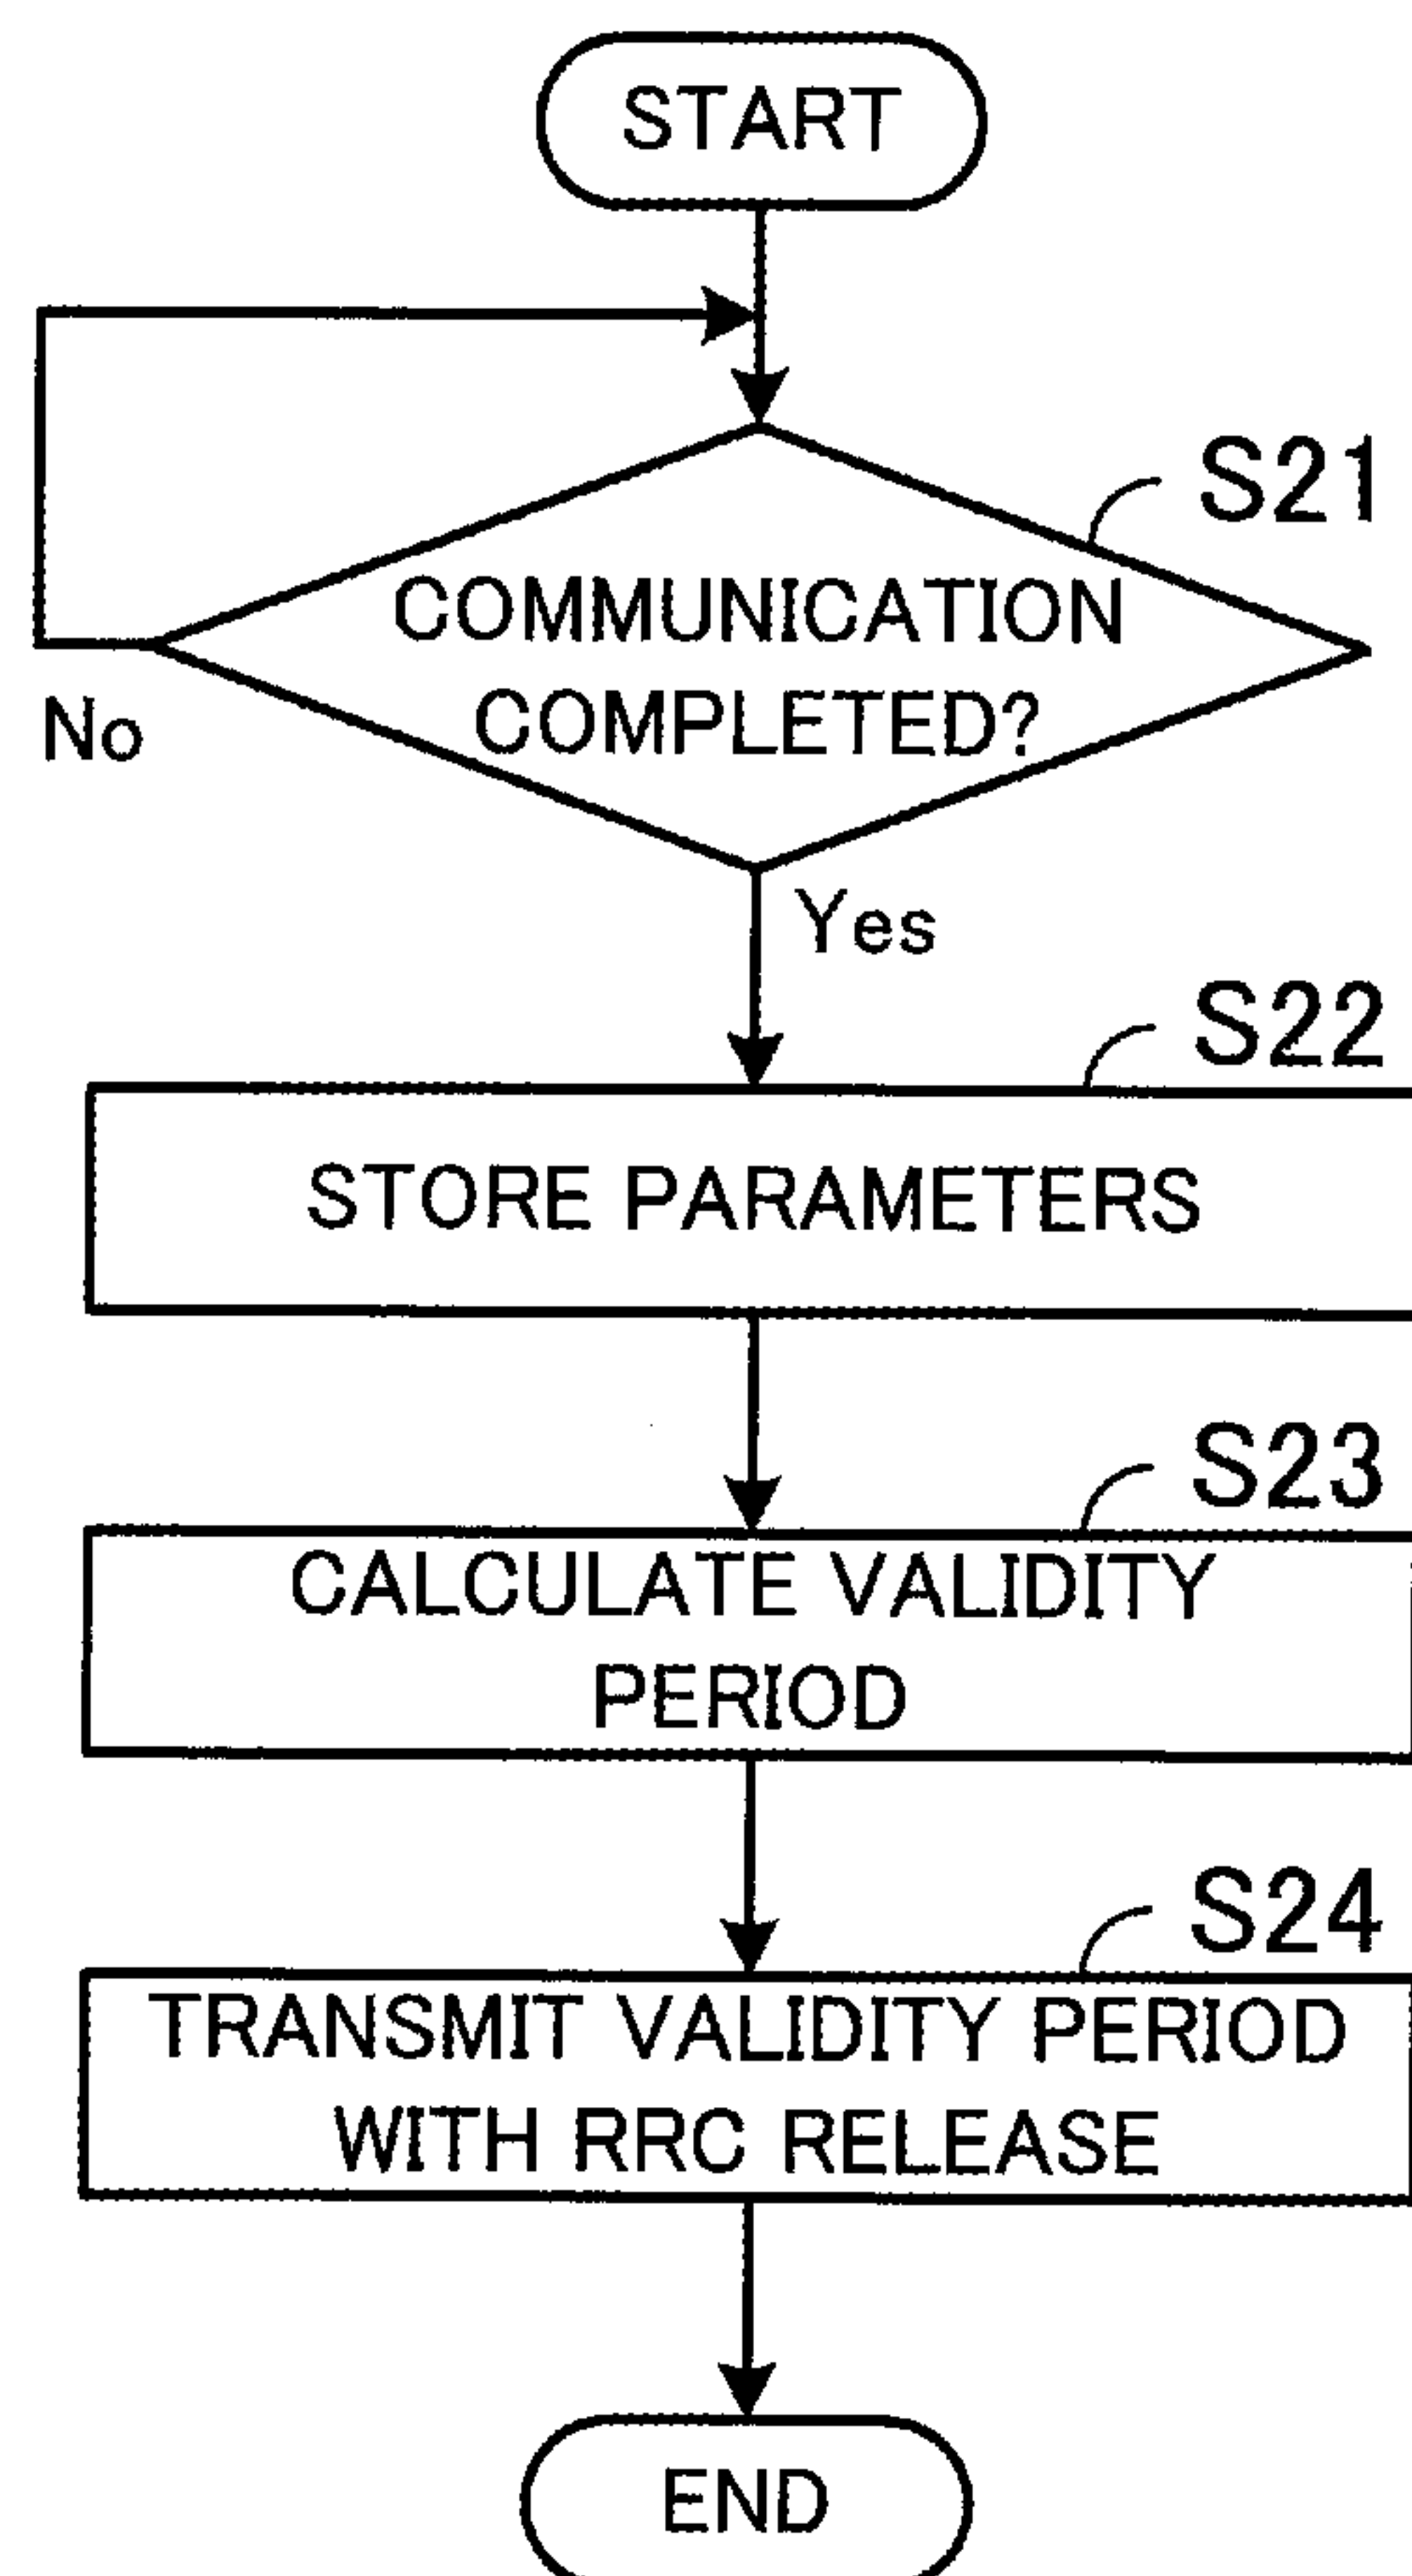 START
S21
COMMUNICATION
COMPLETED?
No
Yes
S22
STORE PARAMETERS
S23
CALCULATE VALIDITY
PERIOD
S24
TRANSMIT VALIDITY PERIOD
WITH RRC RELEASE
END